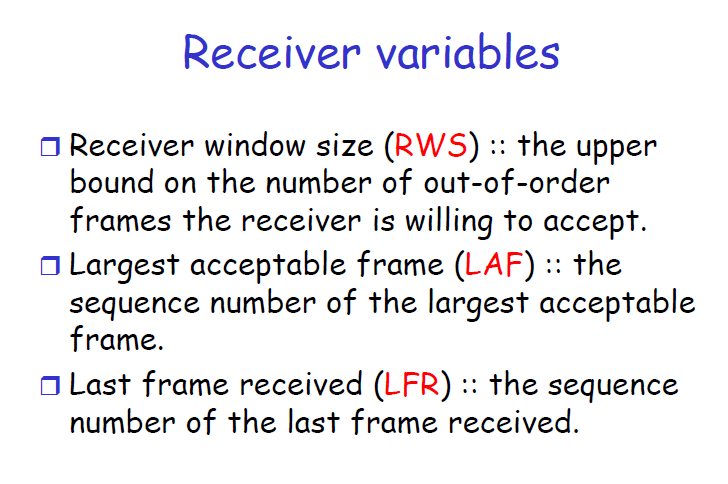 Receiver variables
Receiver window size (RWS) :: the upper
bound on the number of out-of-order
frames the receiver is willing to accept.
Largest acceptable frame (LAF) :: the
sequence number of the largest acceptable
frame.
Last frame received (LFR) :: the sequence
number of the last frame received.